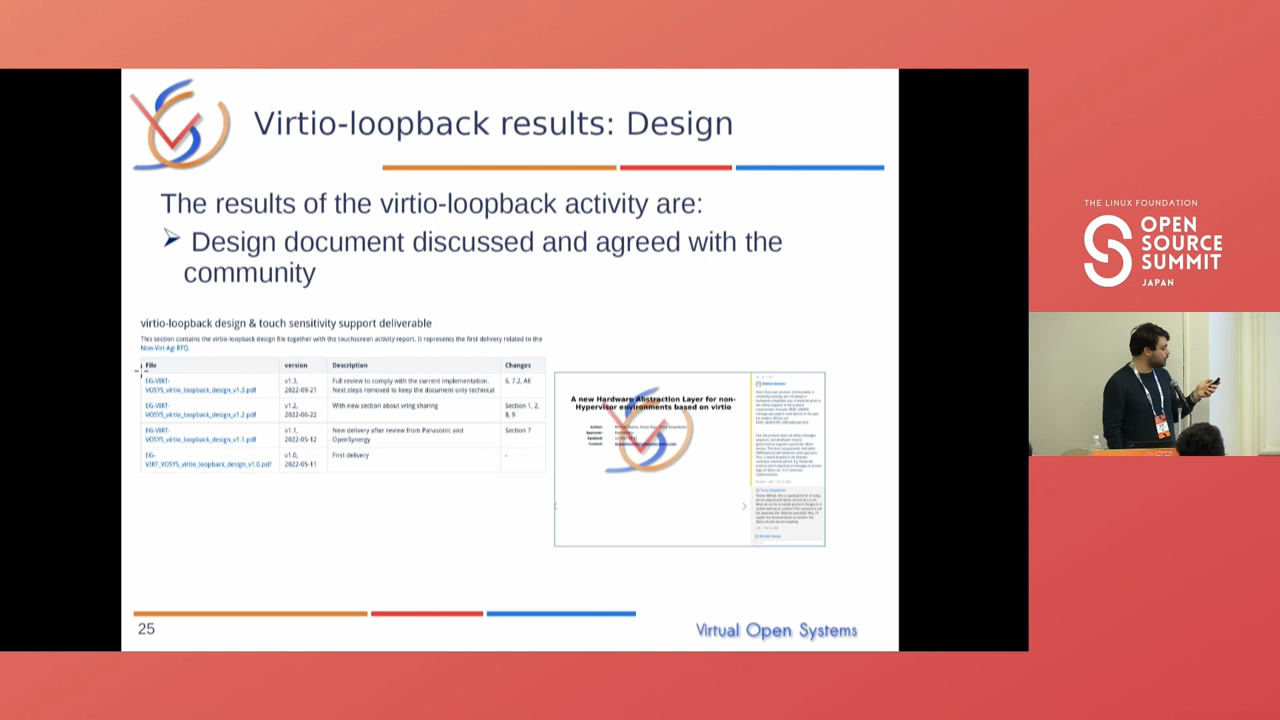 Virtio-loopback results: Design
The results of the virtio-loopback activity are:
Design document discussed and agreed with the
community
virtio-loopback design & touch sensitivity support deliverable
This section contains the virtio-loopback design file together with the touchscreen activity report. It represents the first delivery related to the
Non-Virt Agl RFQ.
File version Description Changes
EG-VIRT- v1.3, Full review to comply with the current implementation. 6, 7.2, All
VOSYS_virtio_loopback_design_v1.3.pdf 2022-09-21 Next steps removed to keep the document only technical
EG-VIRT- v1.2, With new section about vring sharing Section 1, 2,
VOSYS_virtio_loopback_design_v1.2.pdf 2022-06-22 8, 9
EG-VIRT- v1.1, New delivery after review from Panasonic and Section 7
VOSYS_virtio_loopback_design_v1.1.pdf 2022-05-12 OpenSynergy
EG- v1.0, First delivery -
VIRT_VOSYS_virtio_loopback_design_v1.0.pdf 2022-05-11
A new Hardware Abstraction Layer for non-
Hypervisor environments based on virtio
25
Virtual Open Systems
THE LINUX FOUNDATION
OPEN
SOURCE
SUMMIT
JAPAN